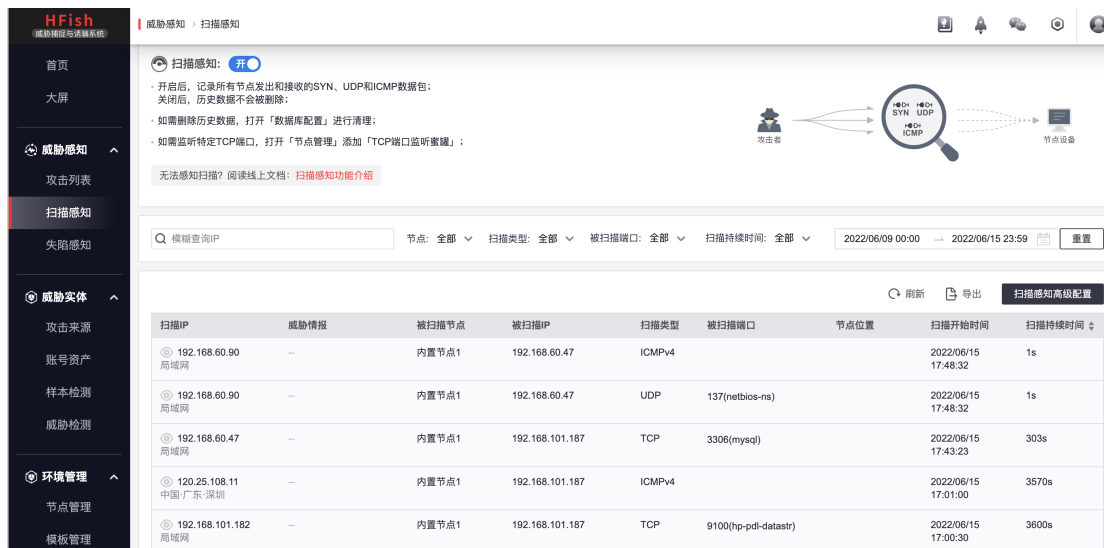 HFish
威胁捕捉与诱骗系统
首页
大屏
威胁感知
攻击列表
扫描感知
失陷感知
威胁实体
攻击来源
账号资产
样本检测
威胁检测
环境管理
节点管理
模板管理
威胁感知 > 扫描感知
扫描感知: 开
· 开启后，记录所有节点发出和接收的SYN、UDP和ICMP数据包；
关闭后，历史数据不会被删除；
· 如需删除历史数据，打开「数据库配置」进行清理；
· 如需监听特定TCP端口，打开「节点管理」添加「TCP端口监听蜜罐」；
无法感知扫描? 阅读线上文档: 扫描感知功能介绍
攻击者
SYN UDP
ICMP
节点设备
模糊查询IP 节点: 全部 扫描类型: 全部 被扫描端口: 全部 扫描持续时间: 全部 2022/06/09 00:00 → 2022/06/15 23:59 重置
刷新 导出 扫描感知高级配置
扫描IP 威胁情报 被扫描节点 被扫描IP 扫描类型 被扫描端口 节点位置 扫描开始时间 扫描持续时间
192.168.60.90 -- 内置节点1 192.168.60.47 ICMPv4 2022/06/15 1s
局域网 17:48:32
192.168.60.90 -- 内置节点1 192.168.60.47 UDP 137(netbios-ns) 2022/06/15 1s
局域网 17:48:32
192.168.60.47 -- 内置节点1 192.168.101.187 TCP 3306(mysql) 2022/06/15 303s
局域网 17:43:23
120.25.108.11 -- 内置节点1 192.168.101.187 ICMPv4 2022/06/15 3570s
中国·广东·深圳 17:01:00
192.168.101.182 -- 内置节点1 192.168.101.187 TCP 9100(hp-pdl-datastr) 2022/06/15 3600s
局域网 17:00:30